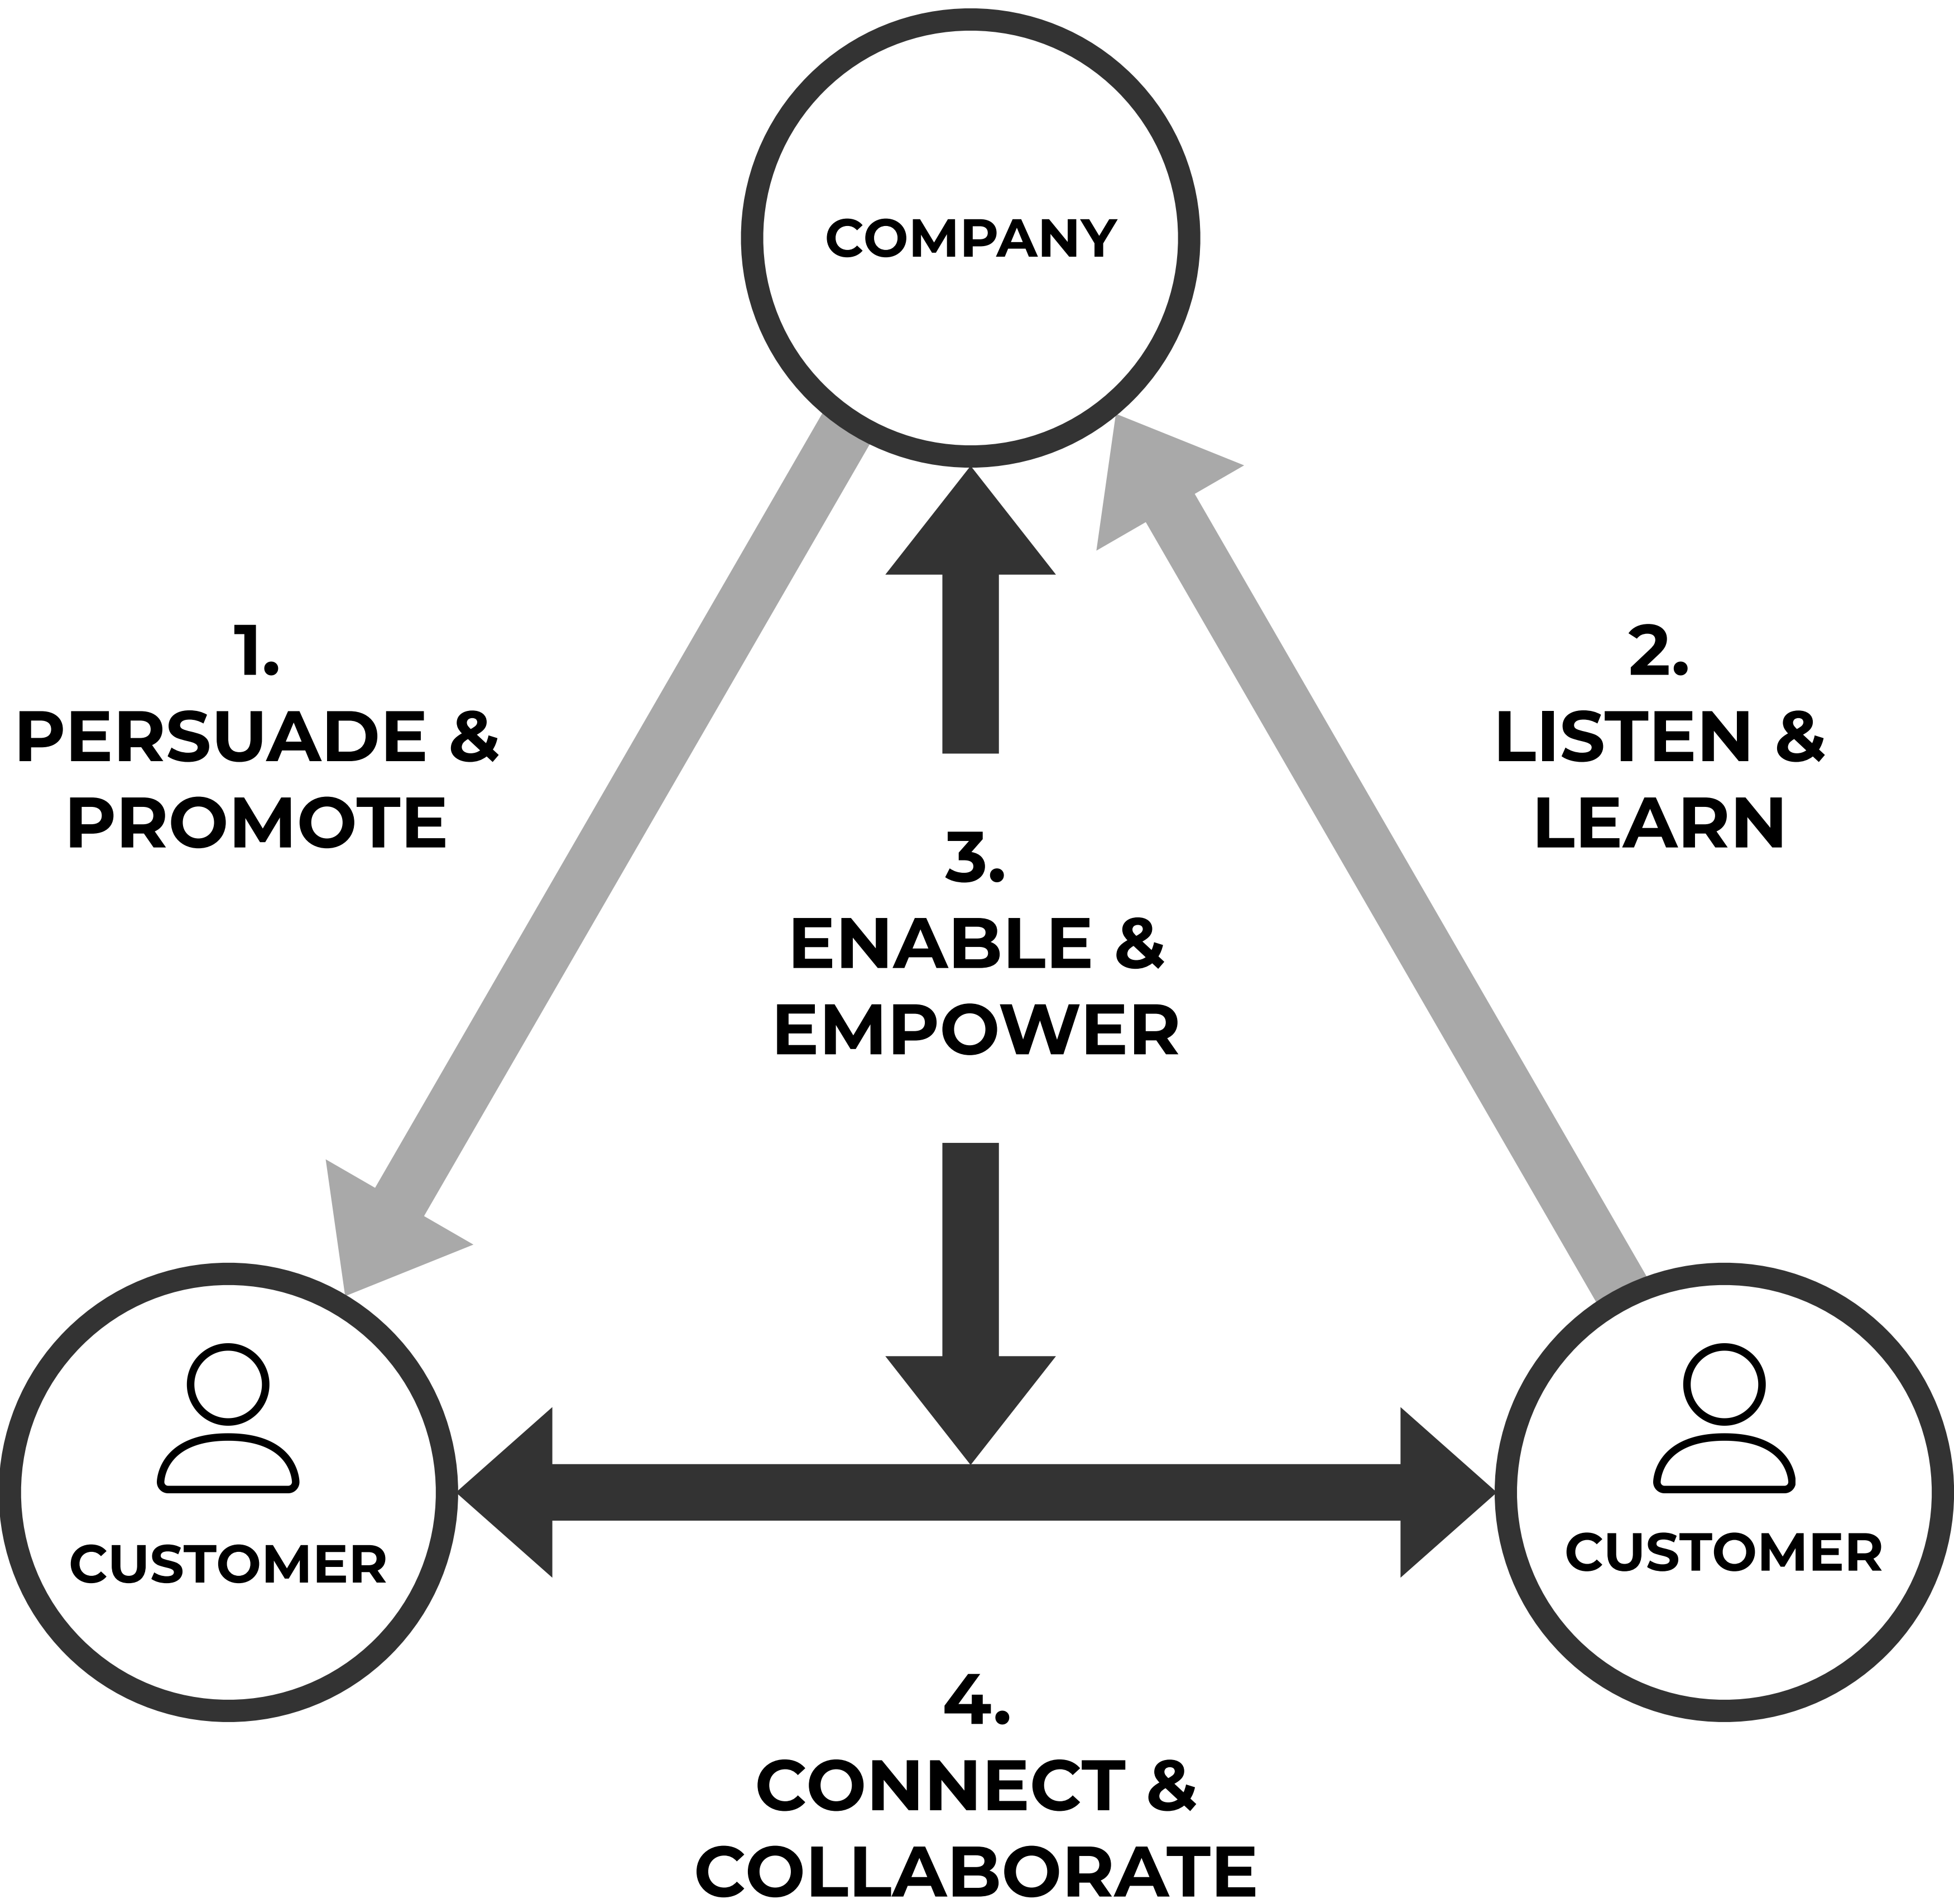 COMPANY
1.
PERSUADE &
PROMOTE
2.
LISTEN &
LEARN
3.
ENABLE &
EMPOWER
CUSTOMER
CUSTOMER
4.
CONNECT &
COLLABORATE